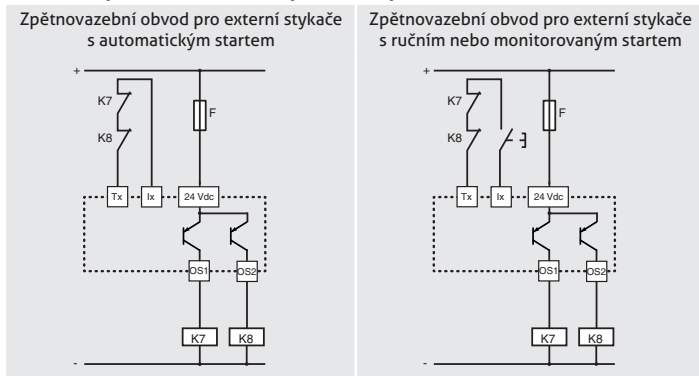 Zpětnovazební obvod pro externí stykače
s automatickým startem
+
K7
K8
F
Tx
Ix
24 Vdc
OS1
OS2
K7
K8
-
Zpětnovazební obvod pro externí stykače
s ručním nebo monitorovaným startem
+
K7
K8
F
Tx
Ix
24 Vdc
OS1
OS2
K7
K8
-